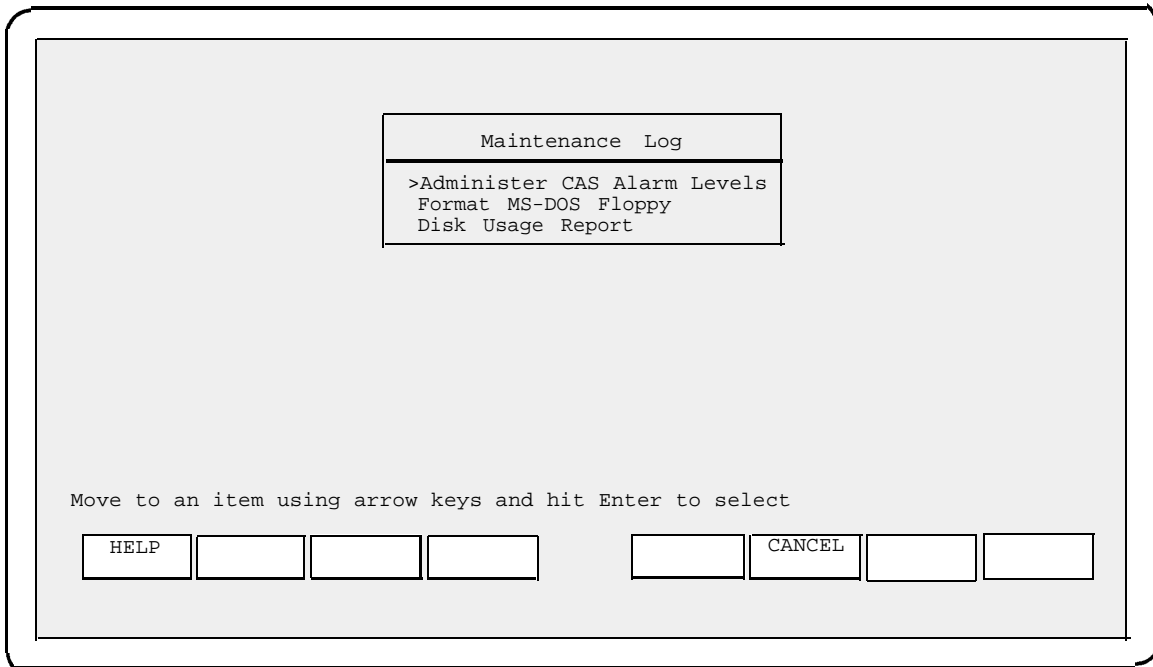 Maintenance Log
>Administer CAS Alarm Levels
Format MS-DOS Floppy
Disk Usage Report
Move to an item using arrow keys and hit Enter to select
HELP CANCEL